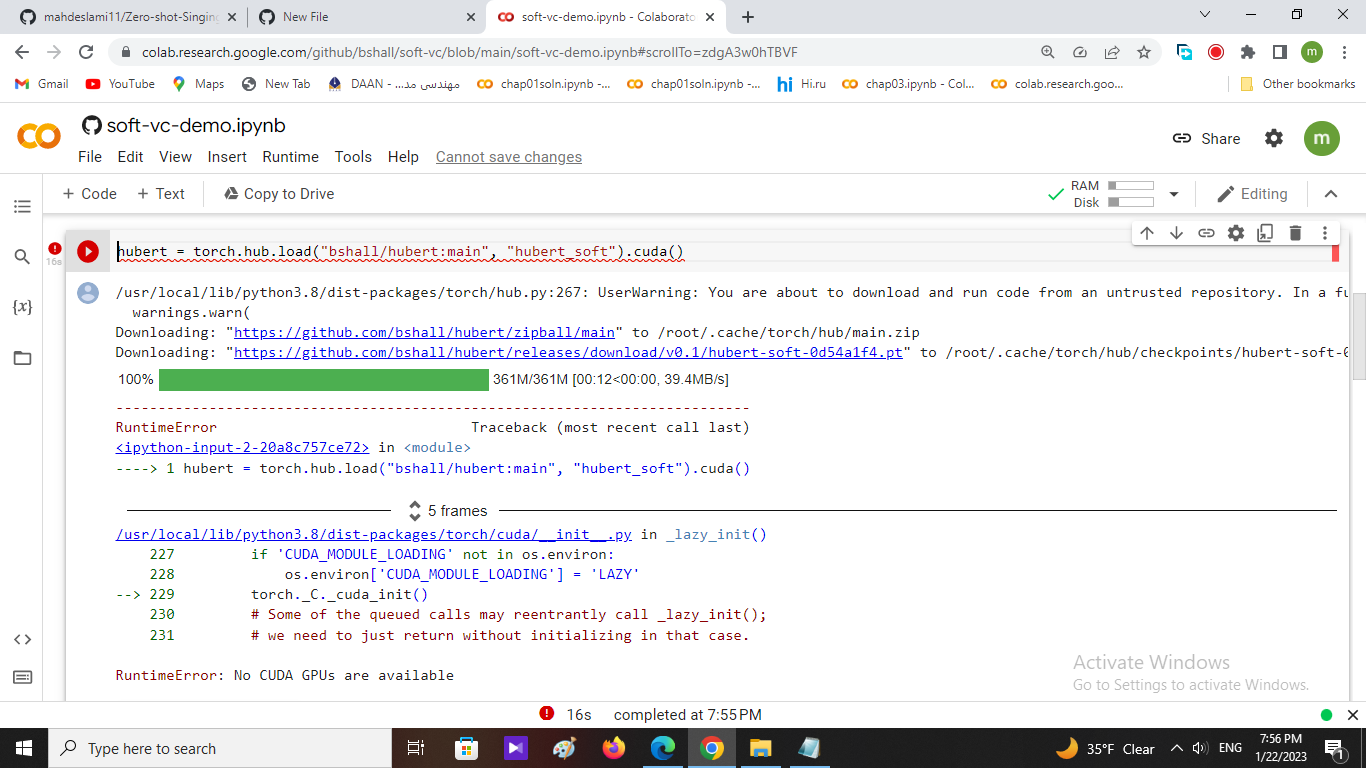 mahdeslami11/Zero-shot-Singing
New File
soft-vc-demo.ipynb - Colaborato
colab.research.google.com/github/bshall/soft-vc/blob/main/soft-vc-demo.ipynb#scrollTo=zdgA3w0hTBVF
m
Gmail YouTube Maps New Tab DAAN - مهندسی مد... chap01soln.ipynb -... chap01soln.ipynb -... hi Hi.ru chap03.ipynb - Col... colab.research.goo... Other bookmarks
soft-vc-demo.ipynb
File Edit View Insert Runtime Tools Help Cannot save changes
Share
m
+ Code + Text Copy to Drive
RAM
Disk
Editing
16s
hubert = torch.hub.load("bshall/hubert:main", "hubert_soft").cuda()
/usr/local/lib/python3.8/dist-packages/torch/hub.py:267: UserWarning: You are about to download and run code from an untrusted repository. In a fu
warnings.warn(
Downloading: "https://github.com/bshall/hubert/zipball/main" to /root/.cache/torch/hub/main.zip
Downloading: "https://github.com/bshall/hubert/releases/download/v0.1/hubert-soft-0d54a1f4.pt" to /root/.cache/torch/hub/checkpoints/hubert-soft-0
100% 361M/361M [00:12<00:00, 39.4MB/s]
---------------------------------------------------------------------------
RuntimeError Traceback (most recent call last)
<ipython-input-2-20a8c757ce72> in <module>
----> 1 hubert = torch.hub.load("bshall/hubert:main", "hubert_soft").cuda()
5 frames
/usr/local/lib/python3.8/dist-packages/torch/cuda/__init__.py in _lazy_init()
227 if 'CUDA_MODULE_LOADING' not in os.environ:
228 os.environ['CUDA_MODULE_LOADING'] = 'LAZY'
--> 229 torch._C._cuda_init()
230 # Some of the queued calls may reentrantly call _lazy_init();
231 # we need to just return without initializing in that case.
RuntimeError: No CUDA GPUs are available
Activate Windows
Go to Settings to activate Windows.
16s completed at 7:55 PM
Type here to search
35°F Clear
ENG
7:56 PM
1/22/2023
1